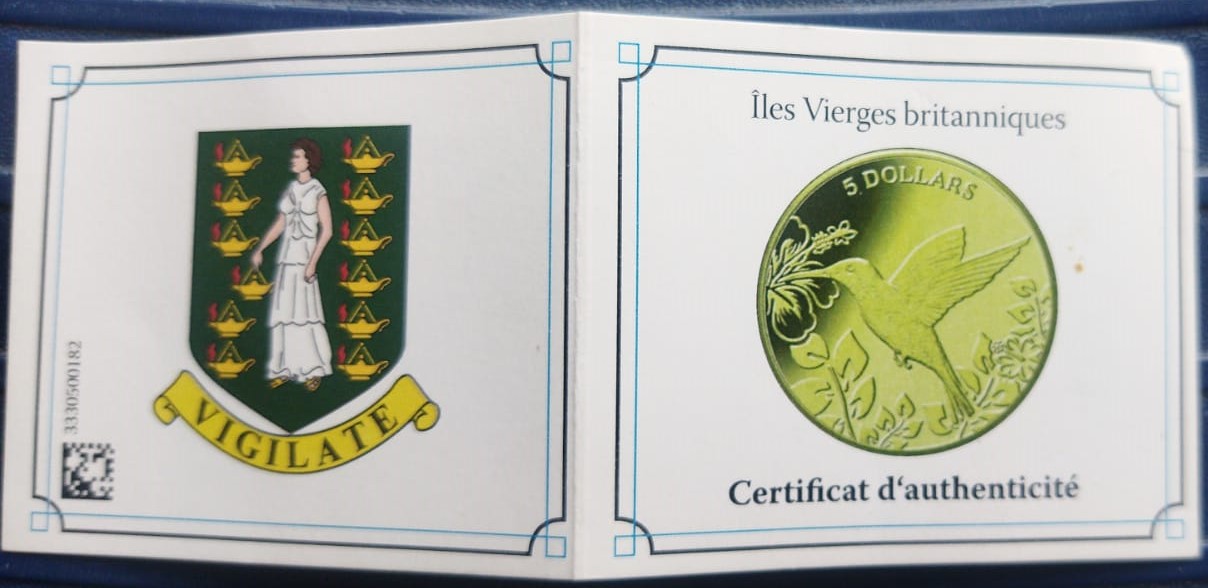 3330500182
VIGILATE
Îles Vierges britanniques
5 DOLLARS
Certificat d‘authenticité